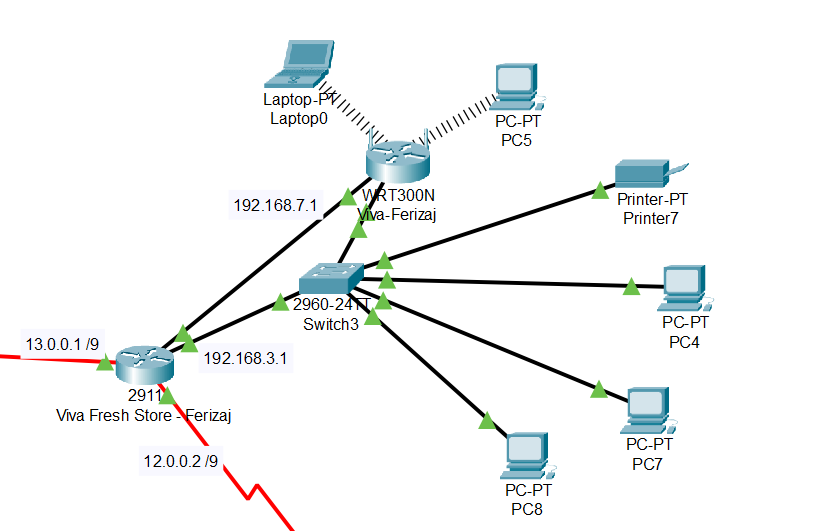 Laptop-PT
Laptop0
PC-PT
PC5
WRT300N
Viva-Ferizaj
192.168.7.1
Printer-PT
Printer7
2960-24TT
Switch3
PC-PT
PC4
13.0.0.1 /9
192.168.3.1
2911
Viva Fresh Store - Ferizaj
PC-PT
PC7
12.0.0.2 /9
PC-PT
PC8